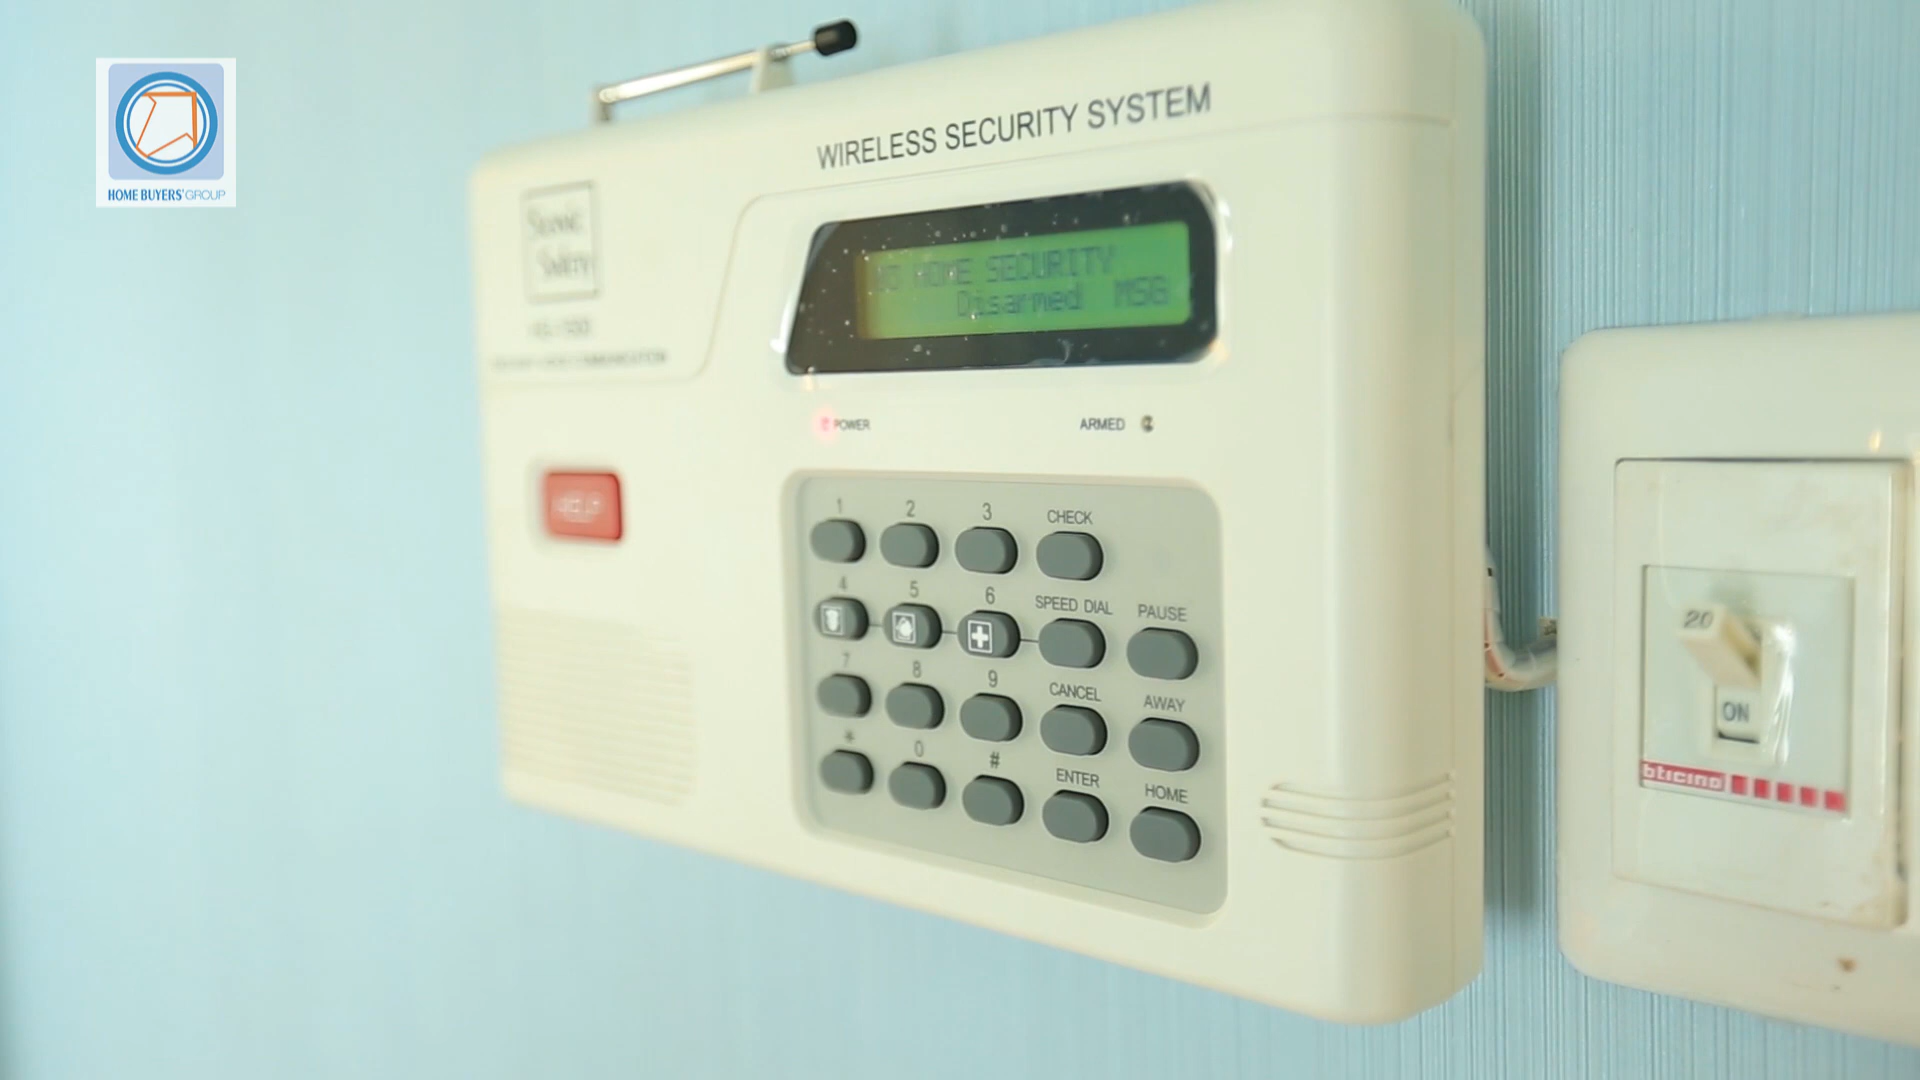 HOME BUYERS' GROUP
WIRELESS SECURITY SYSTEM
HOME SECURITY
Disarmed MSG
POWER
ARMED
HELP
1 2 3 CHECK
4 5 6 SPEED DIAL PAUSE
7 8 9 CANCEL AWAY
* 0 # ENTER HOME
20
ON
bticino